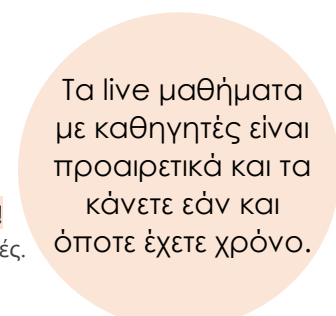 Τα live μαθήματα
με καθηγητές είναι
προαιρετικά και τα
κάνετε εάν και
όποτε έχετε χρόνο.